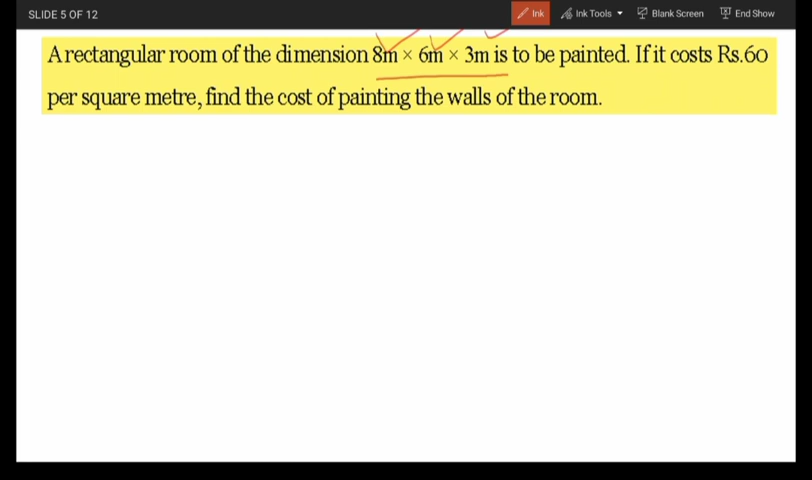 SLIDE 5 OF 12
Ink
Ink Tools
Blank Screen
End Show
A rectangular room of the dimension 8m × 6m × 3m is to be painted. If it costs Rs.60
per square metre, find the cost of painting the walls of the room.